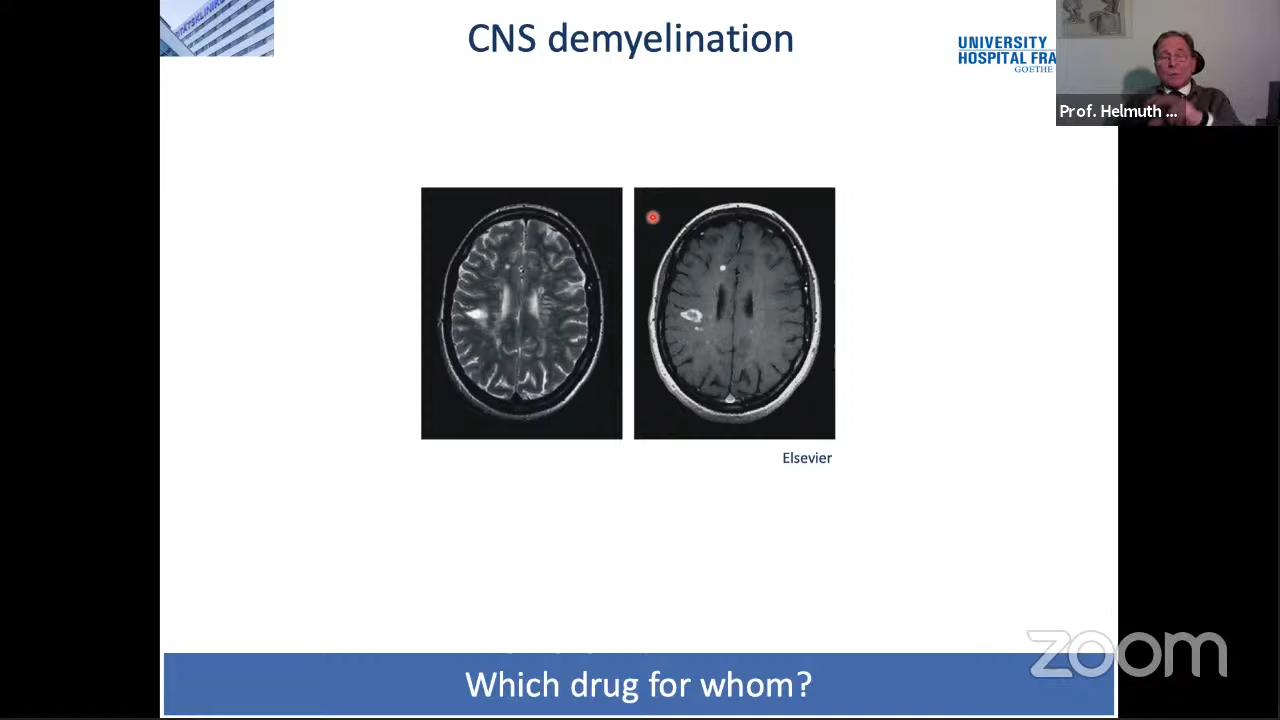 CNS demyelination
UNIVERSITY
HOSPITAL FRA
GOETHE
Prof. Helmuth ...
Elsevier
Which drug for whom?
zoom